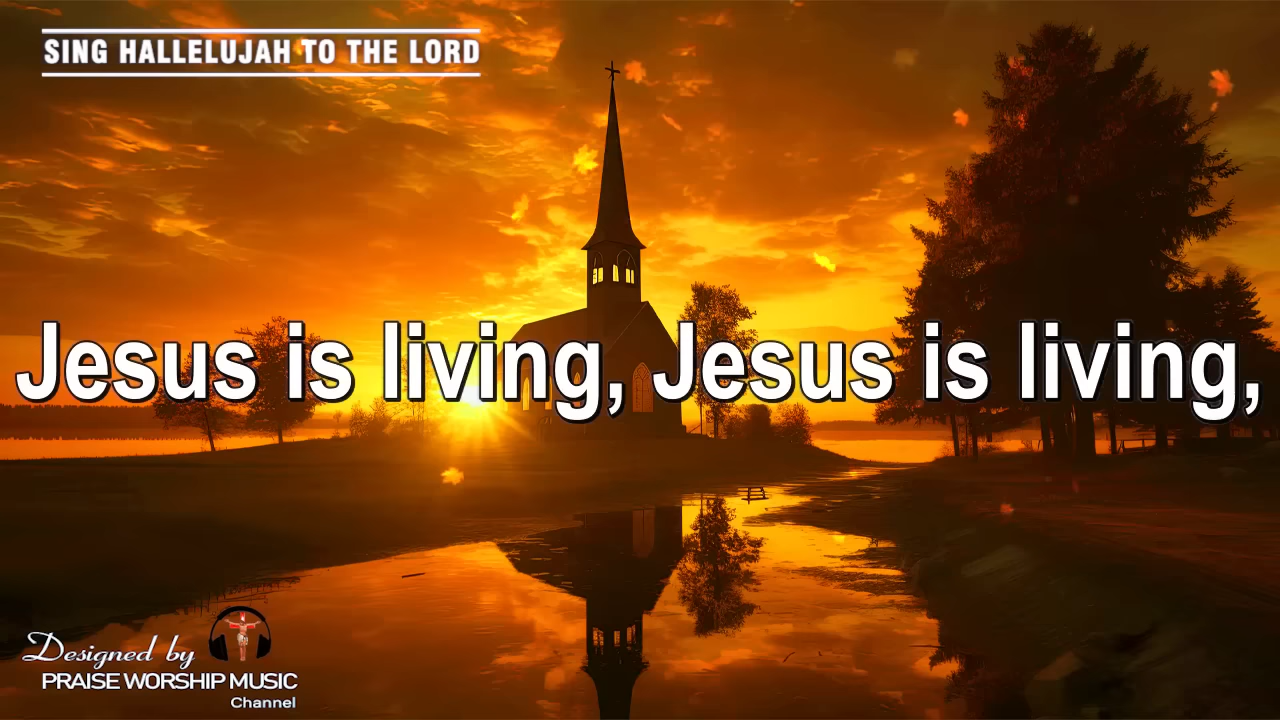 SING HALLELUJAH TO THE LORD
Jesus is living, Jesus is living,
Designed by
PRAISE WORSHIP MUSIC
Channel